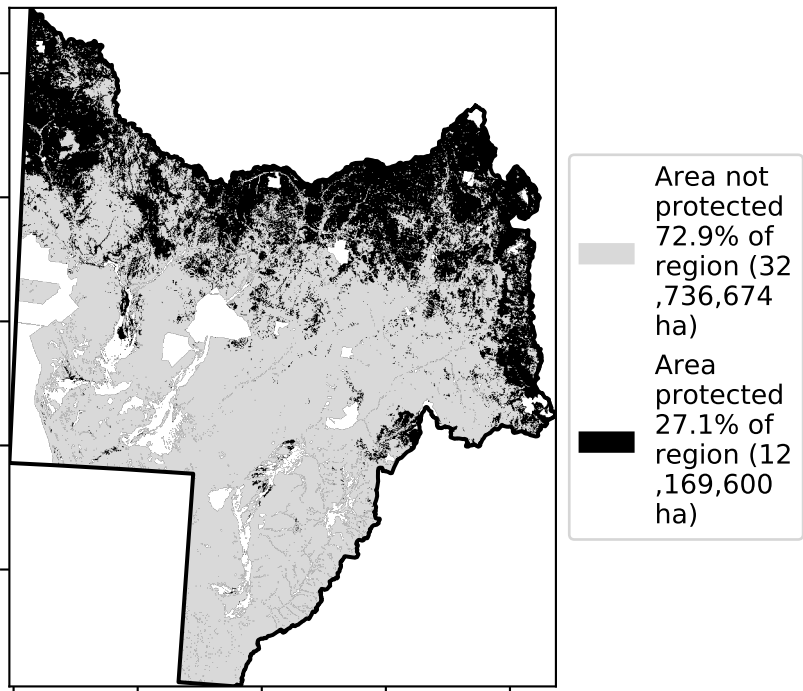 Area not
protected
72.9% of
region (32
,736,674
ha)
Area
protected
27.1% of
region (12
,169,600
ha)